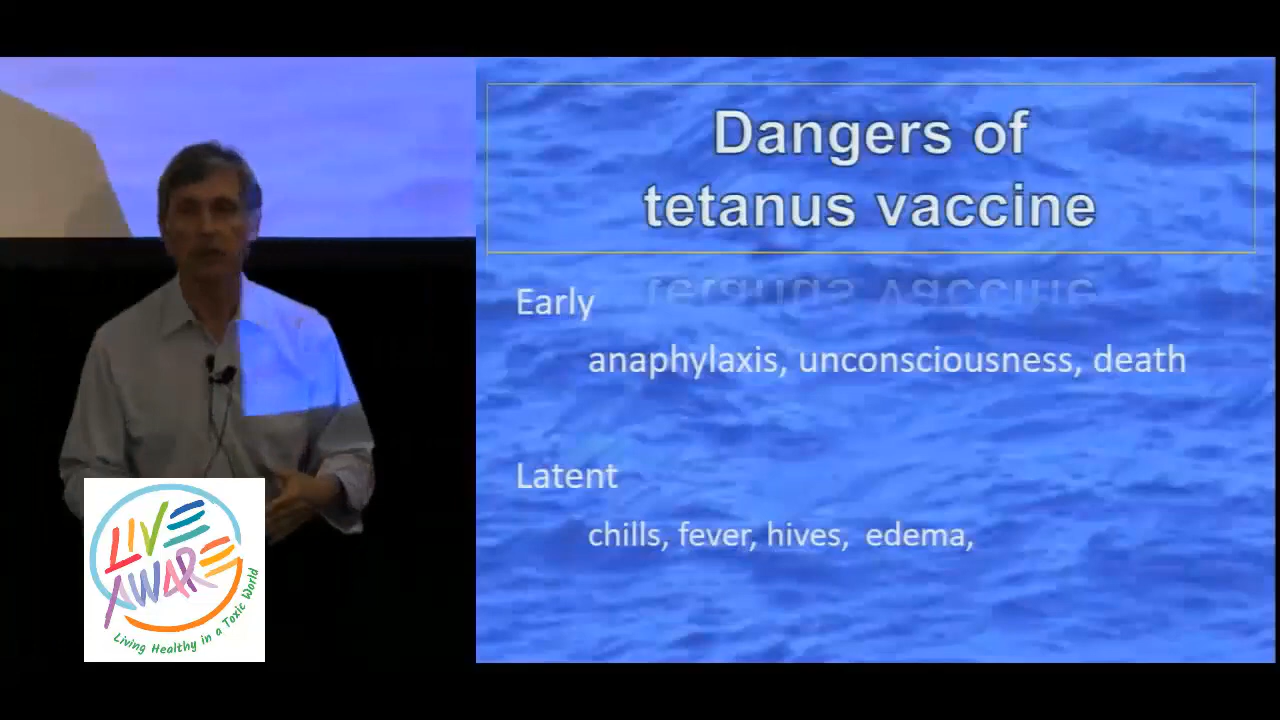 Dangers of
tetanus vaccine
Early
anaphylaxis, unconsciousness, death
Latent
chills, fever, hives, edema,
LIVE
AWARE
Living Healthy in a Toxic World